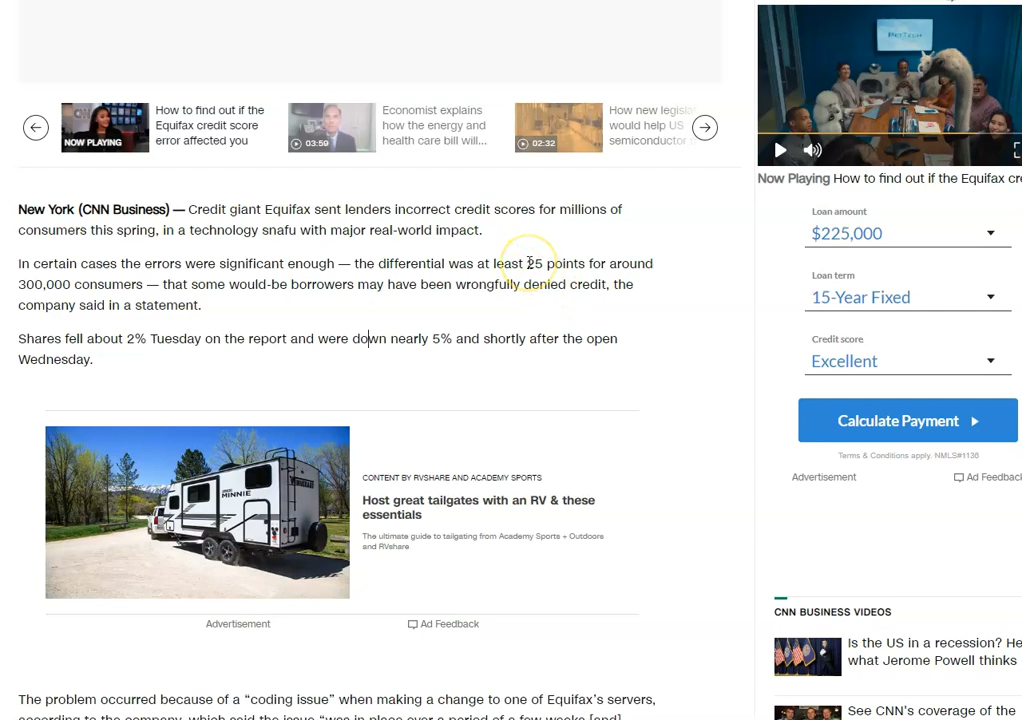 How to find out if the
Equifax credit score
error affected you
NOW PLAYING
Economist explains
how the energy and
health care bill will...
03:59
How new legisla
would help US
semiconductor
02:32
New York (CNN Business) — Credit giant Equifax sent lenders incorrect credit scores for millions of
consumers this spring, in a technology snafu with major real-world impact.
In certain cases the errors were significant enough — the differential was at least 25 points for around
300,000 consumers — that some would-be borrowers may have been wrongfully denied credit, the
company said in a statement.
Shares fell about 2% Tuesday on the report and were down nearly 5% and shortly after the open
Wednesday.
MINNIE
CONTENT BY RVSHARE AND ACADEMY SPORTS
Host great tailgates with an RV & these
essentials
The ultimate guide to tailgating from Academy Sports + Outdoors
and RVshare
Advertisement
Ad Feedback
The problem occurred because of a “coding issue” when making a change to one of Equifax's servers,
according to the company, which said the issue “was in place over a period of a few weeks [and]
Now Playing How to find out if the Equifax cre
Loan amount
$225,000
Loan term
15-Year Fixed
Credit score
Excellent
Calculate Payment
Terms & Conditions apply. NMLS#1136
Advertisement
Ad Feedback
CNN BUSINESS VIDEOS
Is the US in a recession? He
what Jerome Powell thinks
See CNN's coverage of the